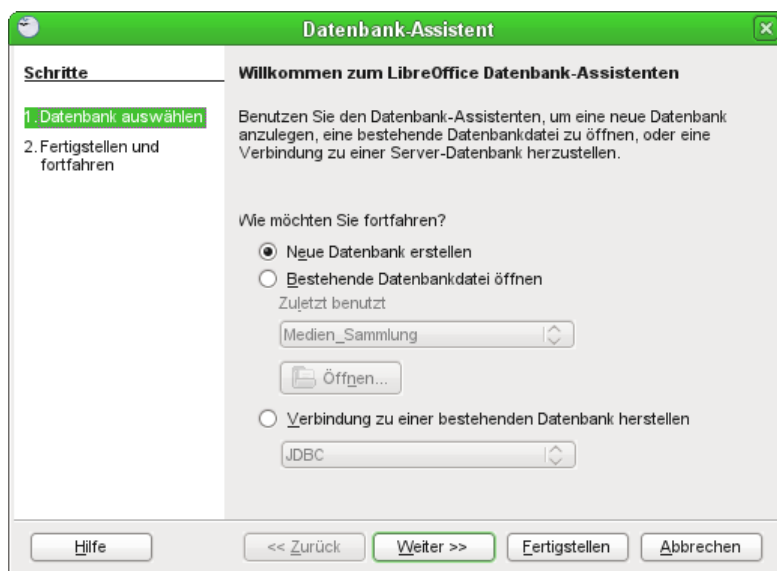 Datenbank-Assistent
Schritte
1. Datenbank auswählen
2. Fertigstellen und
fortfahren
Willkommen zum LibreOffice Datenbank-Assistenten
Benutzen Sie den Datenbank-Assistenten, um eine neue Datenbank
anzulegen, eine bestehende Datenbankdatei zu öffnen, oder eine
Verbindung zu einer Server-Datenbank herzustellen.
Wie möchten Sie fortfahren?
Neue Datenbank erstellen
Bestehende Datenbankdatei öffnen
Zuletzt benutzt
Medien_Sammlung
Öffnen...
Verbindung zu einer bestehenden Datenbank herstellen
JDBC
Hilfe
<< Zurück
Weiter >>
Fertigstellen
Abbrechen